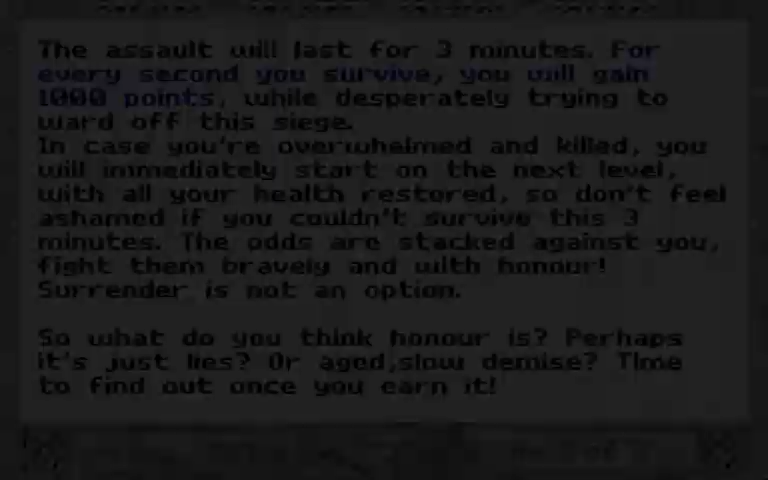 The assault will last for 3 minutes. For
every second you survive, you will gain
1000 points, while desperately trying to
ward off this siege.
In case you're overwhelmed and killed, you
will immediately start on the next level,
with all your health restored, so don't feel
ashamed if you couldn't survive this 3
minutes. The odds are stacked against you,
fight them bravely and with honour!
Surrender is not an option.
So what do you think honour is? Perhaps
it's just lies? Or aged,slow demise? Time
to find out once you earn it!